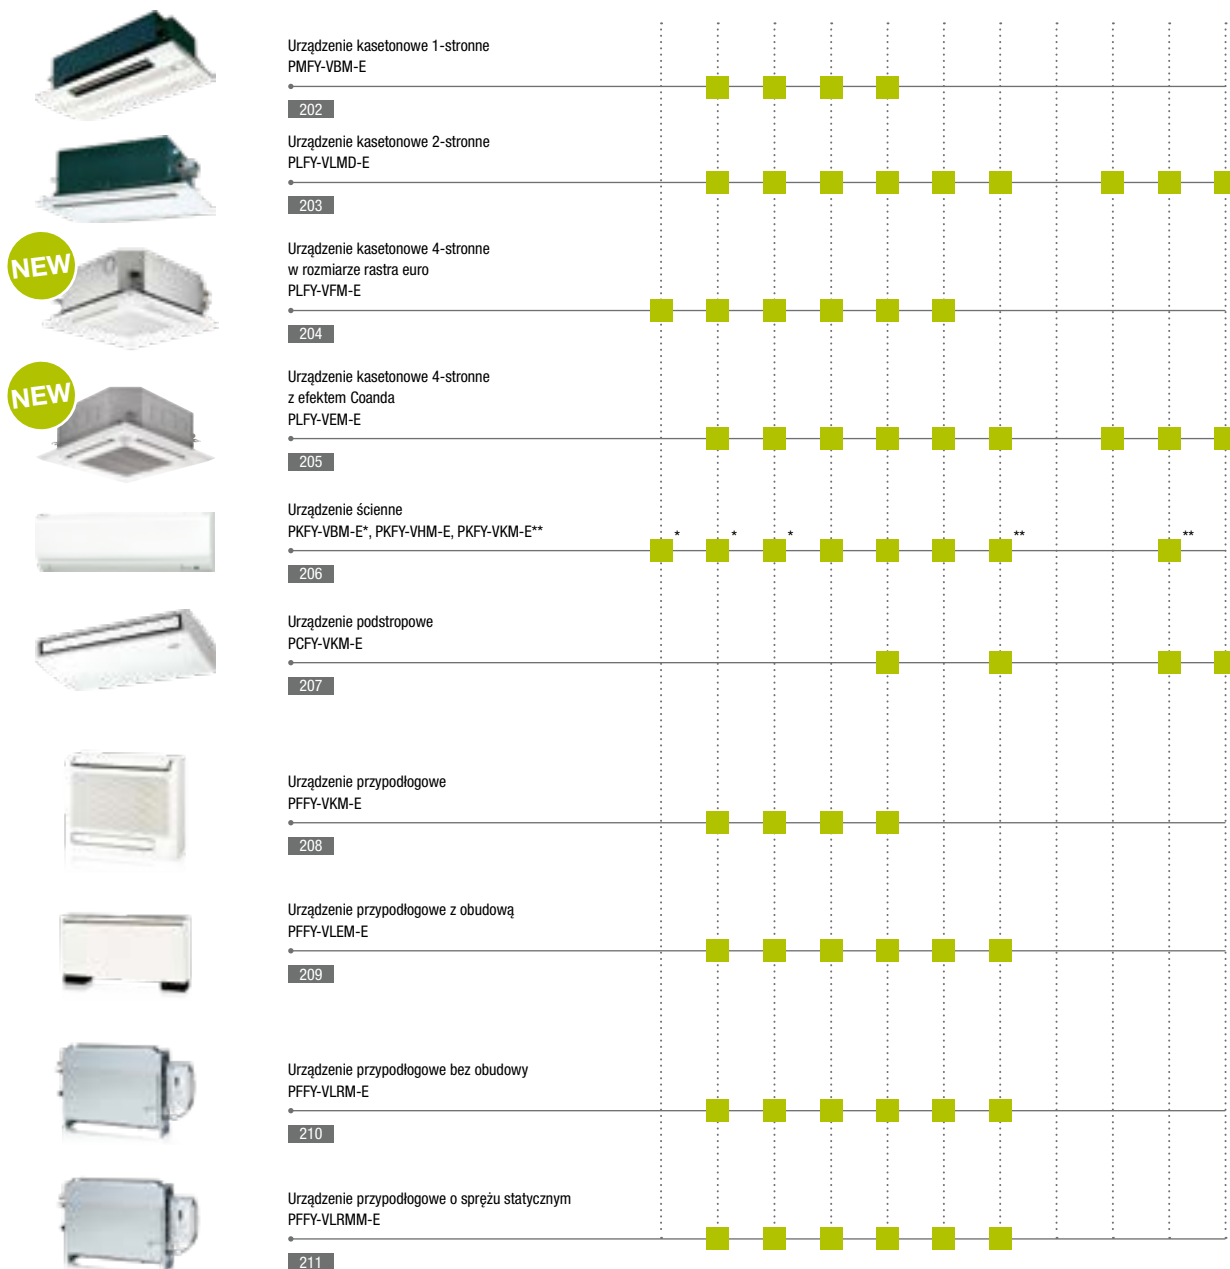 Urządzenie kasetonowe 1-stronne
PMFY-VBM-E
202
Urządzenie kasetonowe 2-stronne
PLFY-VLMD-E
203
NEW
Urządzenie kasetonowe 4-stronne
w rozmiarze rastra euro
PLFY-VFM-E
204
NEW
Urządzenie kasetonowe 4-stronne
z efektem Coanda
PLFY-VEM-E
205
Urządzenie ścienne
PKFY-VBM-E*, PKFY-VHM-E, PKFY-VKM-E**
* * * ** **
206
Urządzenie podstropowe
PCFY-VKM-E
207
Urządzenie przypodłogowe
PFFY-VKM-E
208
Urządzenie przypodłogowe z obudową
PFFY-VLEM-E
209
Urządzenie przypodłogowe bez obudowy
PFFY-VLRM-E
210
Urządzenie przypodłogowe o sprężu statycznym
PFFY-VLRMM-E
211